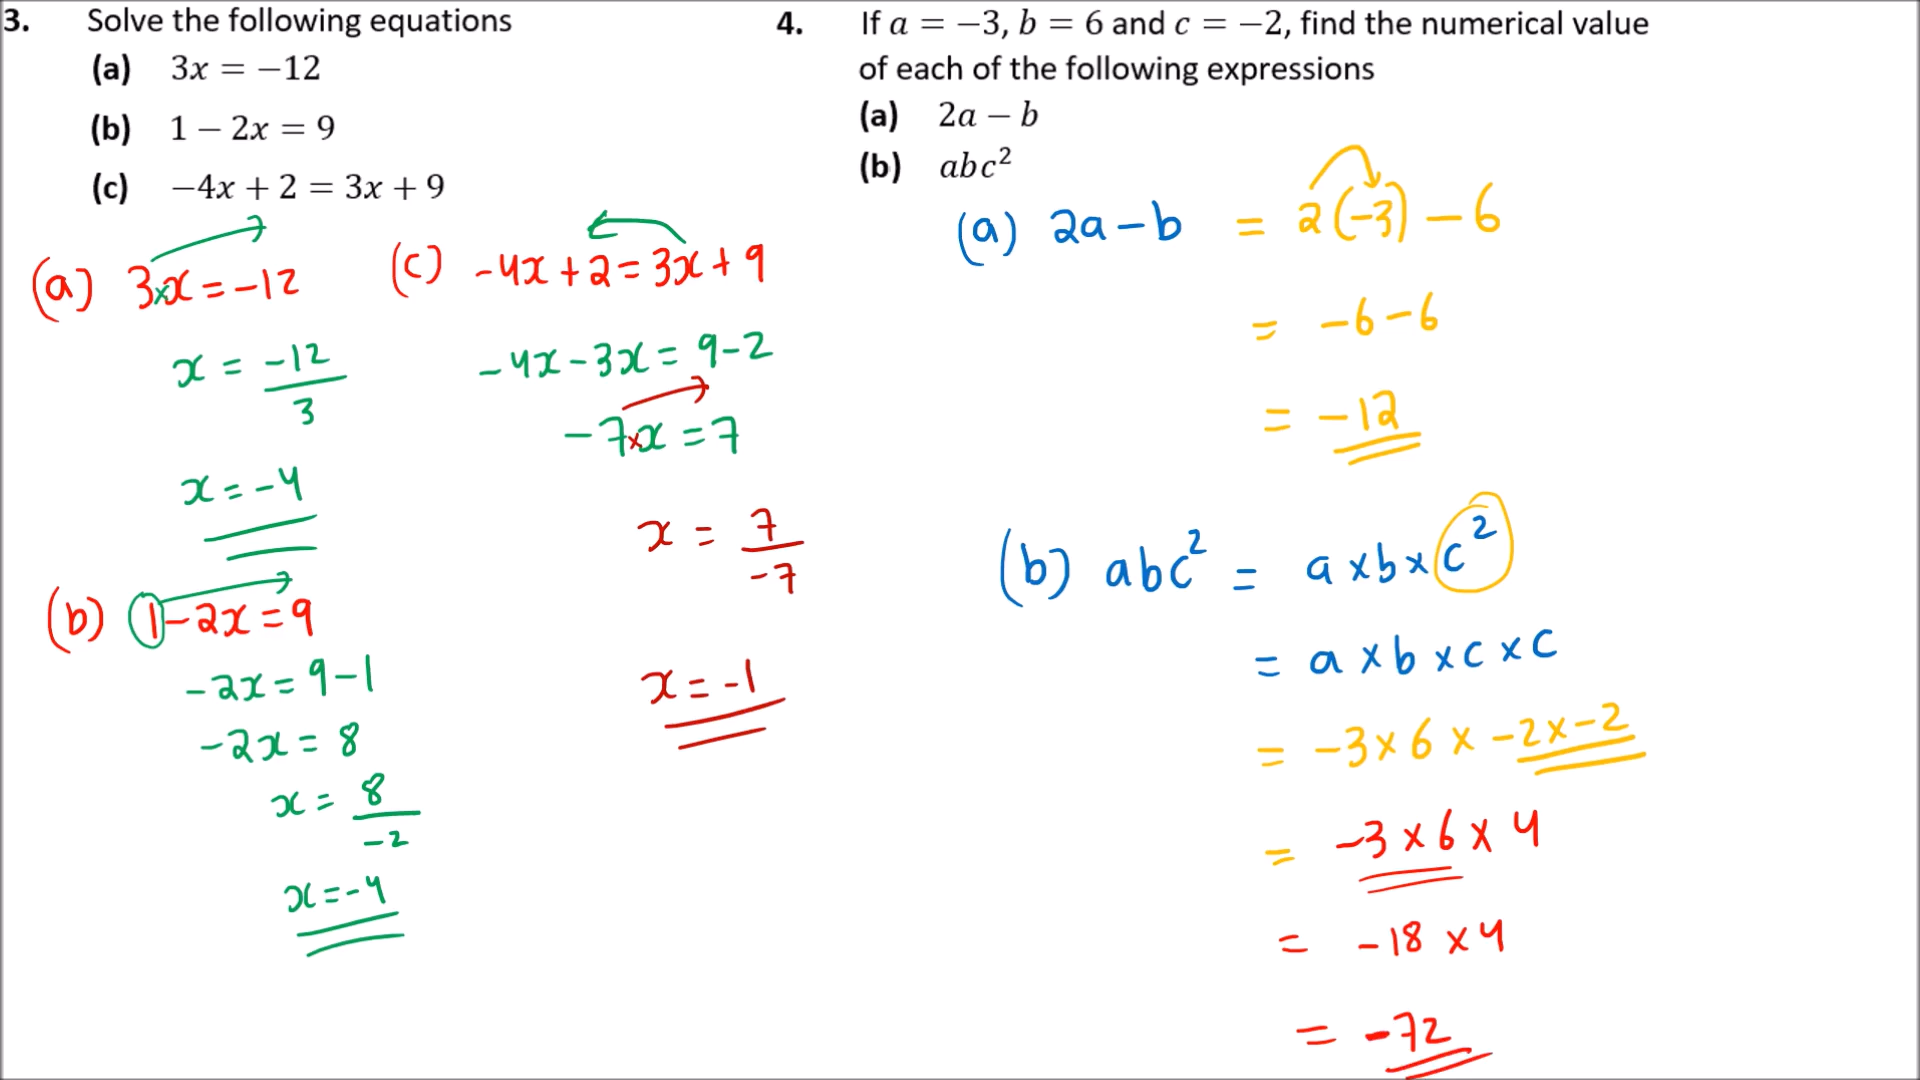 3. Solve the following equations
(a) 3x = −12
(b) 1 − 2x = 9
(c) −4x + 2 = 3x + 9
(a) 3×x = -12
x = -12/3
x = -4
(b) 1 - 2x = 9
-2x = 9 - 1
-2x = 8
x = 8/-2
x = -4
(c) -4x + 2 = 3x + 9
-4x - 3x = 9 - 2
-7×x = 7
x = 7/-7
x = -1
4. If a = −3, b = 6 and c = −2, find the numerical value
of each of the following expressions
(a) 2a − b
(b) abc²
(a) 2a - b = 2(-3) - 6
= -6 - 6
= -12
(b) abc² = a × b × c²
= a × b × c × c
= -3 × 6 × -2 × -2
= -3 × 6 × 4
= -18 × 4
= -72